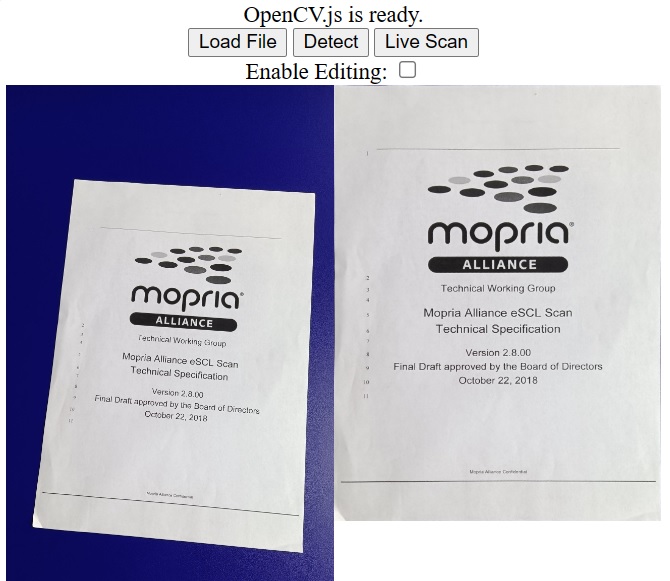 OpenCV.js is ready.
Load File Detect Live Scan
Enable Editing:
mopria
ALLIANCE
Technical Working Group
Mopria Alliance eSCL Scan
Technical Specification
Version 2.8.00
Final Draft approved by the Board of Directors
October 22, 2018
Mopria Alliance Confidential
1
mopria
ALLIANCE
2
3 Technical Working Group
4
5 Mopria Alliance eSCL Scan
6 Technical Specification
7
8 Version 2.8.00
9 Final Draft approved by the Board of Directors
10 October 22, 2018
11
Mopria Alliance Confidential